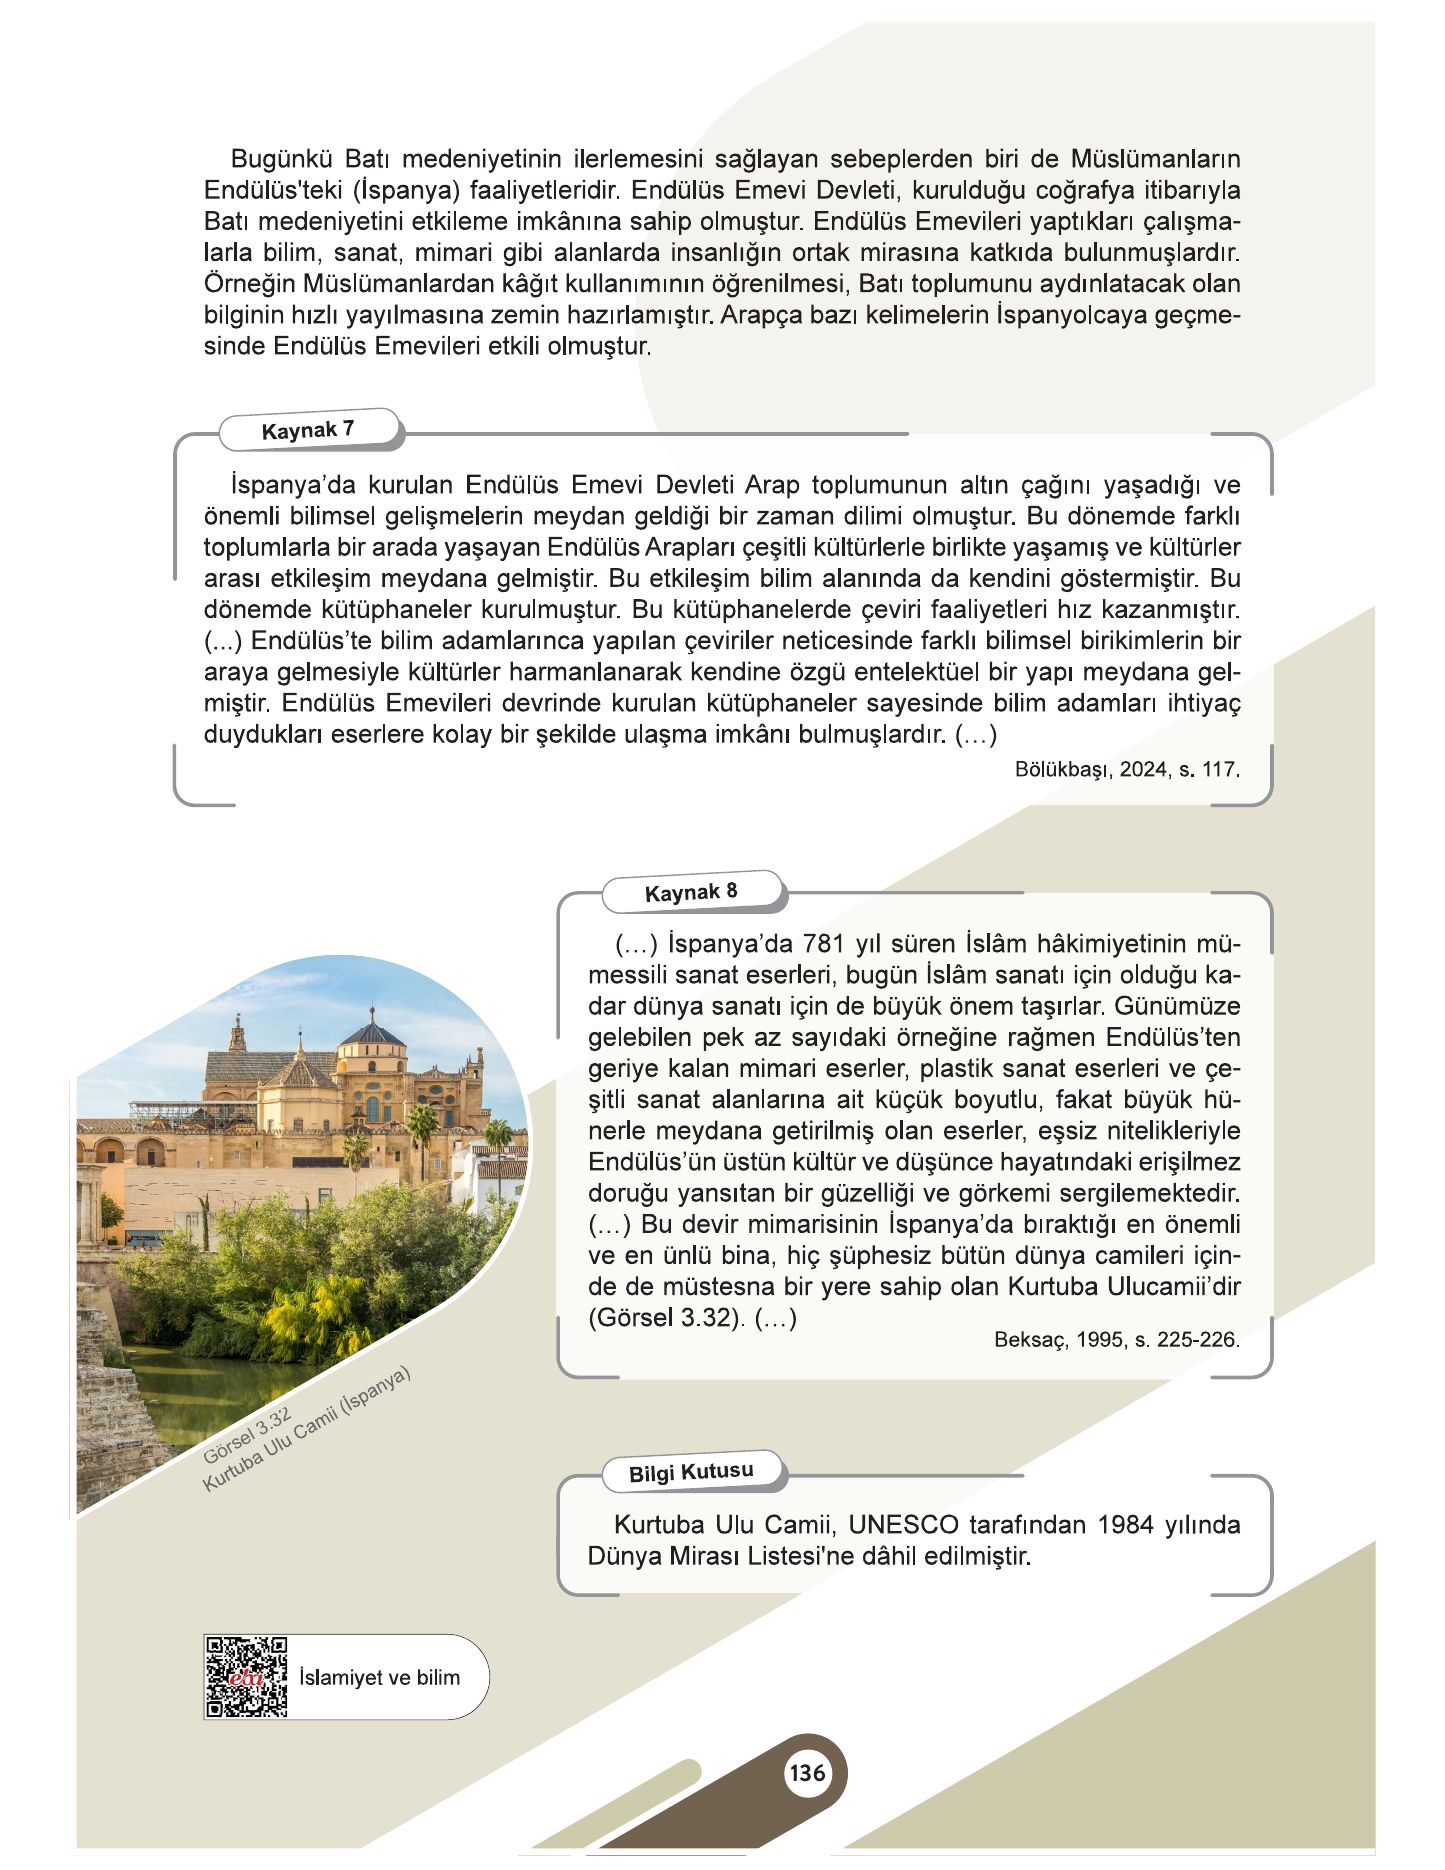 Bugünkü Batı medeniyetinin ilerlemesini sağlayan sebeplerden biri de Müslümanların
Endülüs'teki (İspanya) faaliyetleridir. Endülüs Emevi Devleti, kurulduğu coğrafya itibarıyla
Batı medeniyetini etkileme imkânına sahip olmuştur. Endülüs Emevileri yaptıkları çalışma-
larla bilim, sanat, mimari gibi alanlarda insanlığın ortak mirasına katkıda bulunmuşlardır.
Örneğin Müslümanlardan kâğıt kullanımının öğrenilmesi, Batı toplumunu aydınlatacak olan
bilginin hızlı yayılmasına zemin hazırlamıştır. Arapça bazı kelimelerin İspanyolcaya geçme-
sinde Endülüs Emevileri etkili olmuştur.
Kaynak 7
İspanya’da kurulan Endülüs Emevi Devleti Arap toplumunun altın çağını yaşadığı ve
önemli bilimsel gelişmelerin meydan geldiği bir zaman dilimi olmuştur. Bu dönemde farklı
toplumlarla bir arada yaşayan Endülüs Arapları çeşitli kültürlerle birlikte yaşamış ve kültürler
arası etkileşim meydana gelmiştir. Bu etkileşim bilim alanında da kendini göstermiştir. Bu
dönemde kütüphaneler kurulmuştur. Bu kütüphanelerde çeviri faaliyetleri hız kazanmıştır.
(...) Endülüs’te bilim adamlarınca yapılan çeviriler neticesinde farklı bilimsel birikimlerin bir
araya gelmesiyle kültürler harmanlanarak kendine özgü entelektüel bir yapı meydana gel-
miştir. Endülüs Emevileri devrinde kurulan kütüphaneler sayesinde bilim adamları ihtiyaç
duydukları eserlere kolay bir şekilde ulaşma imkânı bulmuşlardır. (…)
Bölükbaşı, 2024, s. 117.
Kaynak 8
(…) İspanya’da 781 yıl süren İslâm hâkimiyetinin mü-
messili sanat eserleri, bugün İslâm sanatı için olduğu ka-
dar dünya sanatı için de büyük önem taşırlar. Günümüze
gelebilen pek az sayıdaki örneğine rağmen Endülüs’ten
geriye kalan mimari eserler, plastik sanat eserleri ve çe-
şitli sanat alanlarına ait küçük boyutlu, fakat büyük hü-
nerle meydana getirilmiş olan eserler, eşsiz nitelikleriyle
Endülüs’ün üstün kültür ve düşünce hayatındaki erişilmez
doruğu yansıtan bir güzelliği ve görkemi sergilemektedir.
(…) Bu devir mimarisinin İspanya’da bıraktığı en önemli
ve en ünlü bina, hiç şüphesiz bütün dünya camileri için-
de de müstesna bir yere sahip olan Kurtuba Ulucamii’dir
(Görsel 3.32). (…)
Beksaç, 1995, s. 225-226.
Görsel 3.32
Kurtuba Ulu Camii (İspanya)
Bilgi Kutusu
Kurtuba Ulu Camii, UNESCO tarafından 1984 yılında
Dünya Mirası Listesi'ne dâhil edilmiştir.
eba
İslamiyet ve bilim
136